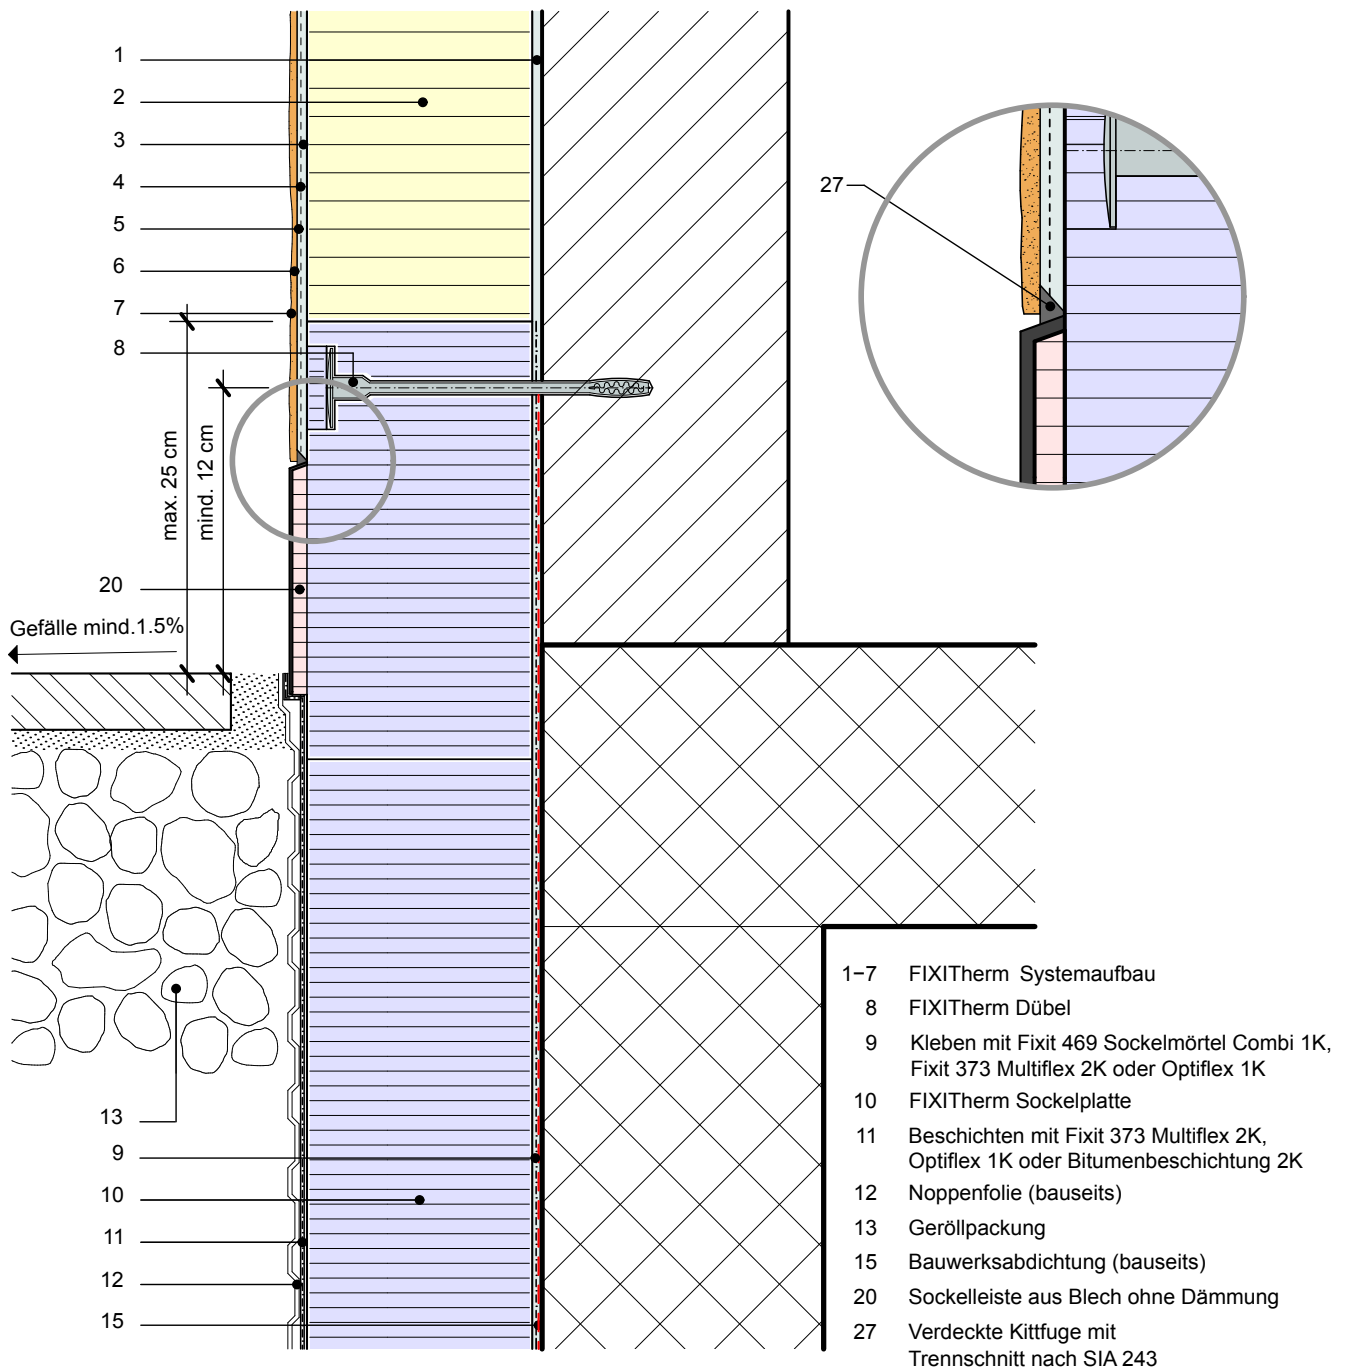 1
2
3
4
5
6
7
8
max. 25 cm
mind. 12 cm
20
Gefälle mind.1.5%
13
9
10
11
12
15
27
1–7 FIXITherm Systemaufbau
8 FIXITherm Dübel
9 Kleben mit Fixit 469 Sockelmörtel Combi 1K,
Fixit 373 Multiflex 2K oder Optiflex 1K
10 FIXITherm Sockelplatte
11 Beschichten mit Fixit 373 Multiflex 2K,
Optiflex 1K oder Bitumenbeschichtung 2K
12 Noppenfolie (bauseits)
13 Geröllpackung
15 Bauwerksabdichtung (bauseits)
20 Sockelleiste aus Blech ohne Dämmung
27 Verdeckte Kittfuge mit
Trennschnitt nach SIA 243